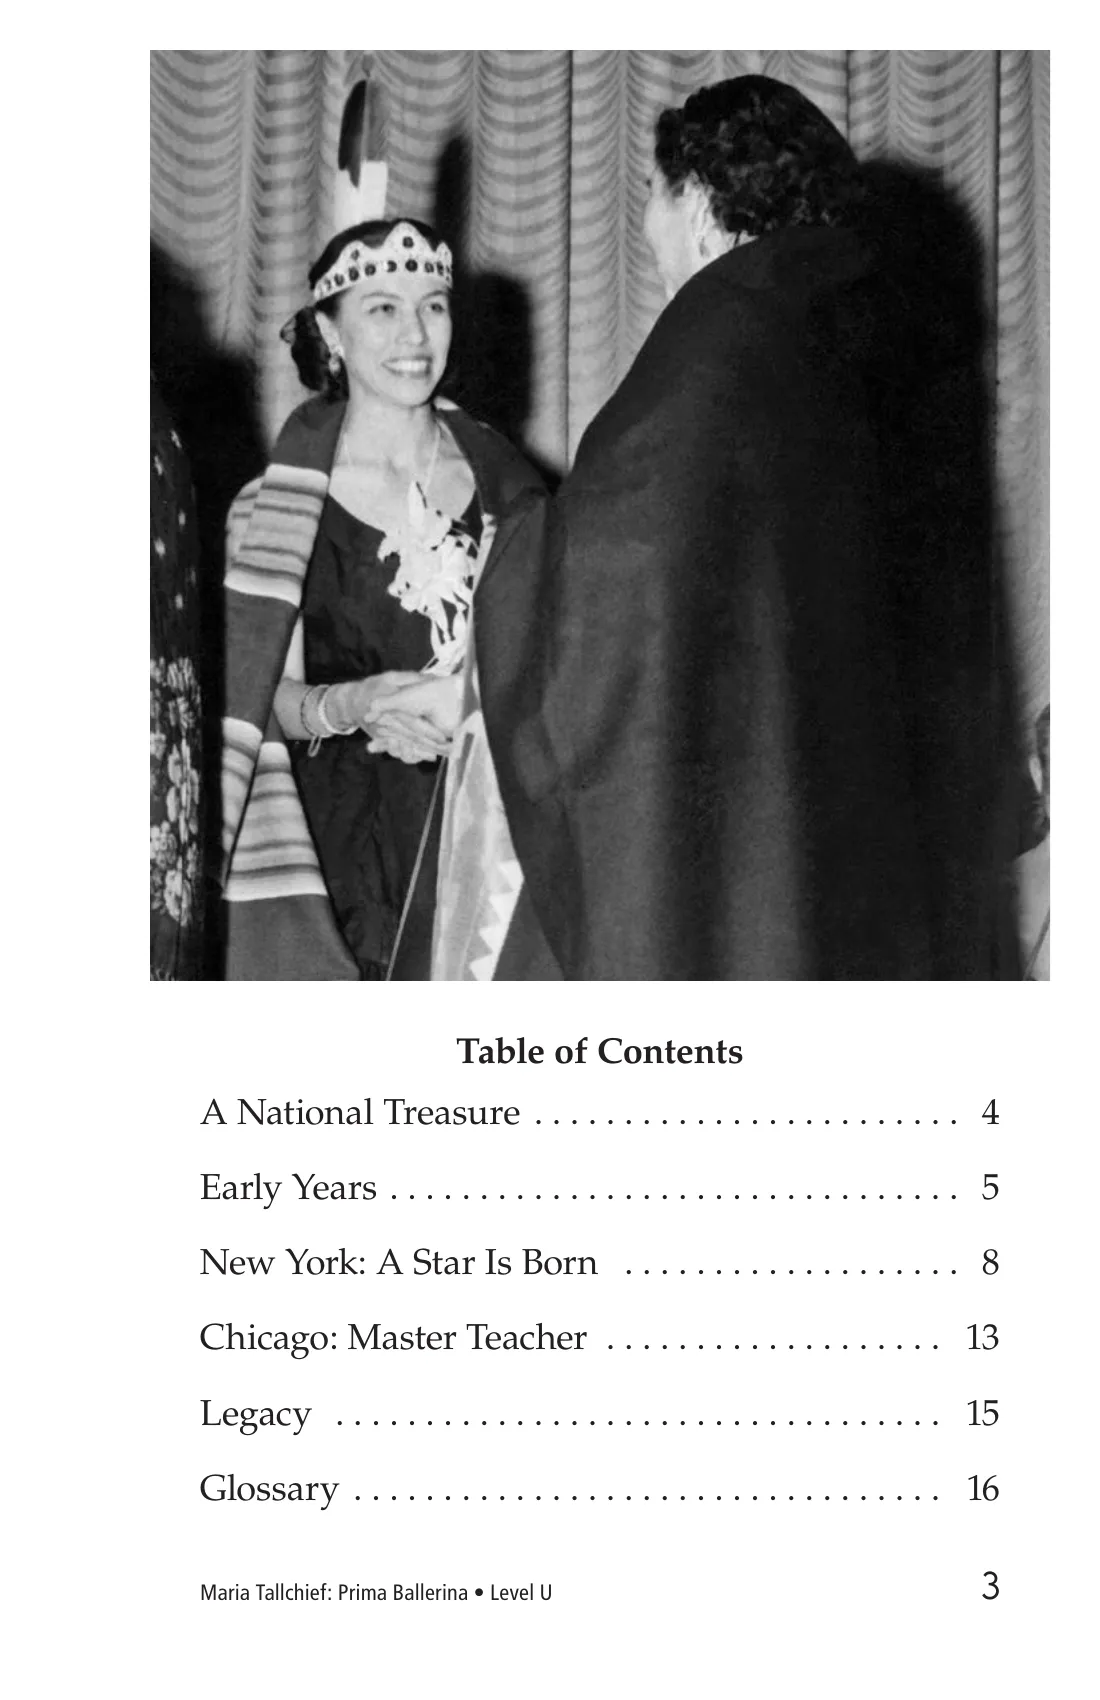 Table of Contents
A National Treasure . . . . . . . . . . . . . . . . . . . . . . . . 4
Early Years . . . . . . . . . . . . . . . . . . . . . . . . . . . . . . . . 5
New York: A Star Is Born . . . . . . . . . . . . . . . . . . . 8
Chicago: Master Teacher . . . . . . . . . . . . . . . . . . . 13
Legacy . . . . . . . . . . . . . . . . . . . . . . . . . . . . . . . . . . 15
Glossary . . . . . . . . . . . . . . . . . . . . . . . . . . . . . . . . . 16
Maria Tallchief: Prima Ballerina • Level U 3